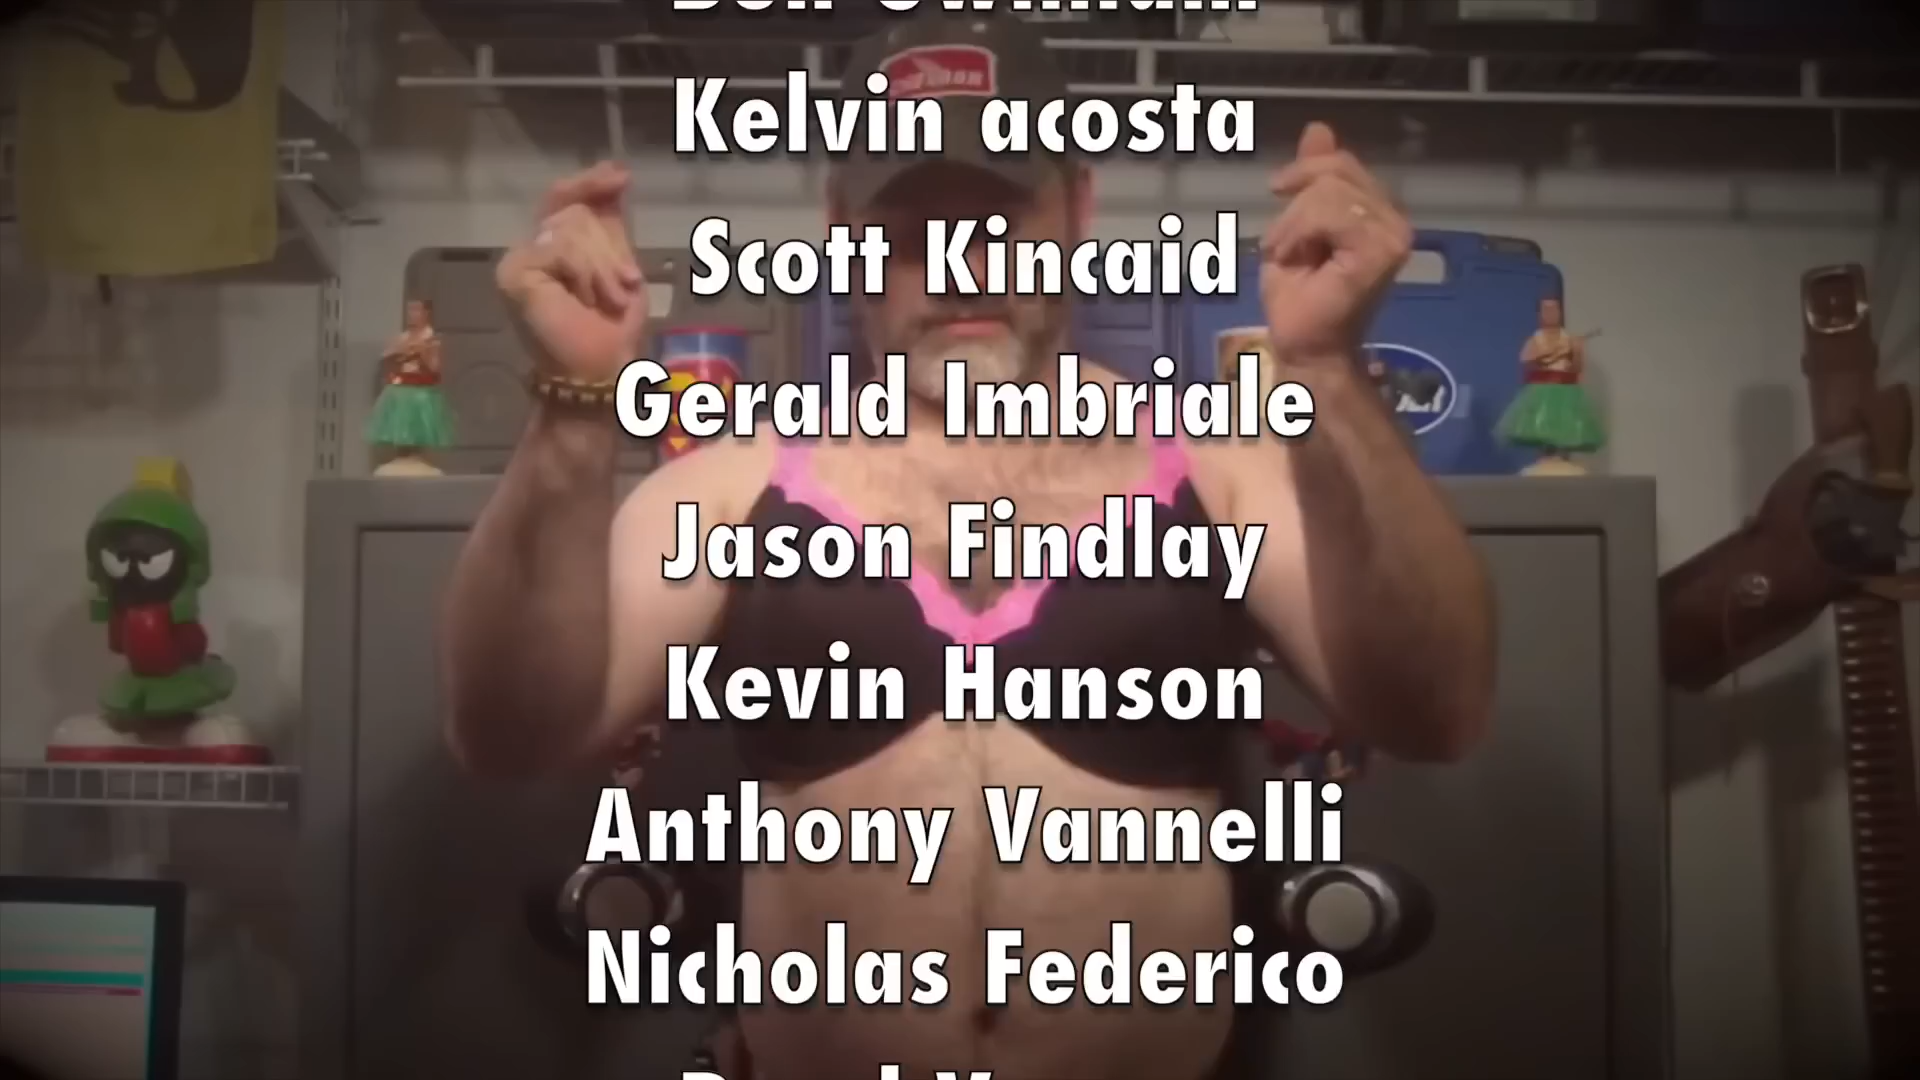 Kelvin acosta
Scott Kincaid
Gerald Imbriale
Jason Findlay
Kevin Hanson
Anthony Vannelli
Nicholas Federico